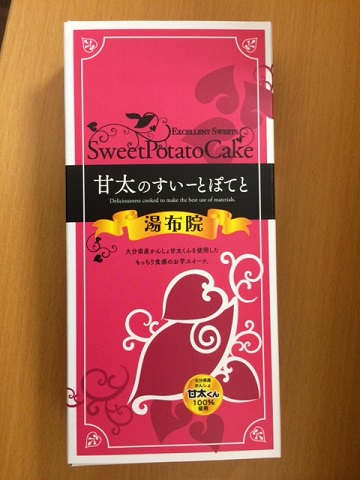 EXCELLENT SWEETS
SweetPotatoCake
甘太のすいーとぽてと
Deliciousness cooked to make the best use of materials.
湯布院
大分県産かんしょ甘太くんを使用した
もっちり食感のお芋スイーツ。
大分県産
かんしょ
甘太くん
100%
使用